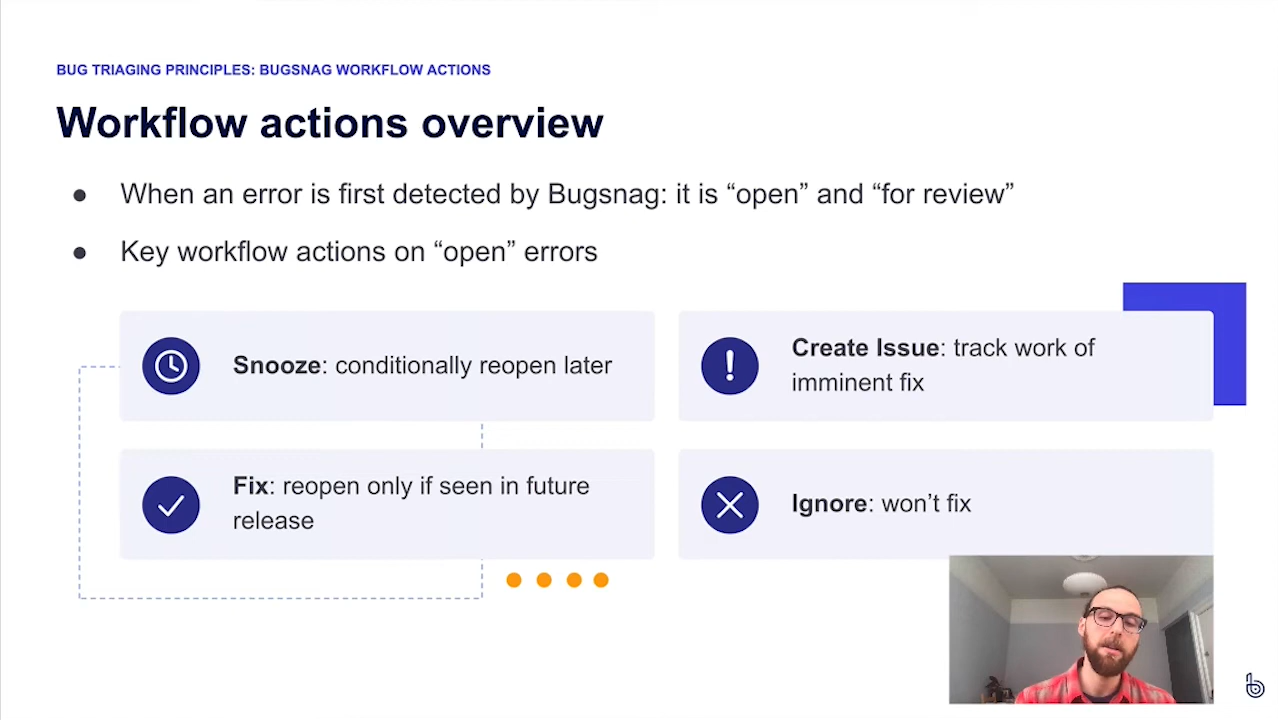 BUG TRIAGING PRINCIPLES: BUGSNAG WORKFLOW ACTIONS
Workflow actions overview
● When an error is first detected by Bugsnag: it is “open” and “for review”
● Key workflow actions on “open” errors
Snooze: conditionally reopen later
Create Issue: track work of
imminent fix
Fix: reopen only if seen in future
release
Ignore: won’t fix